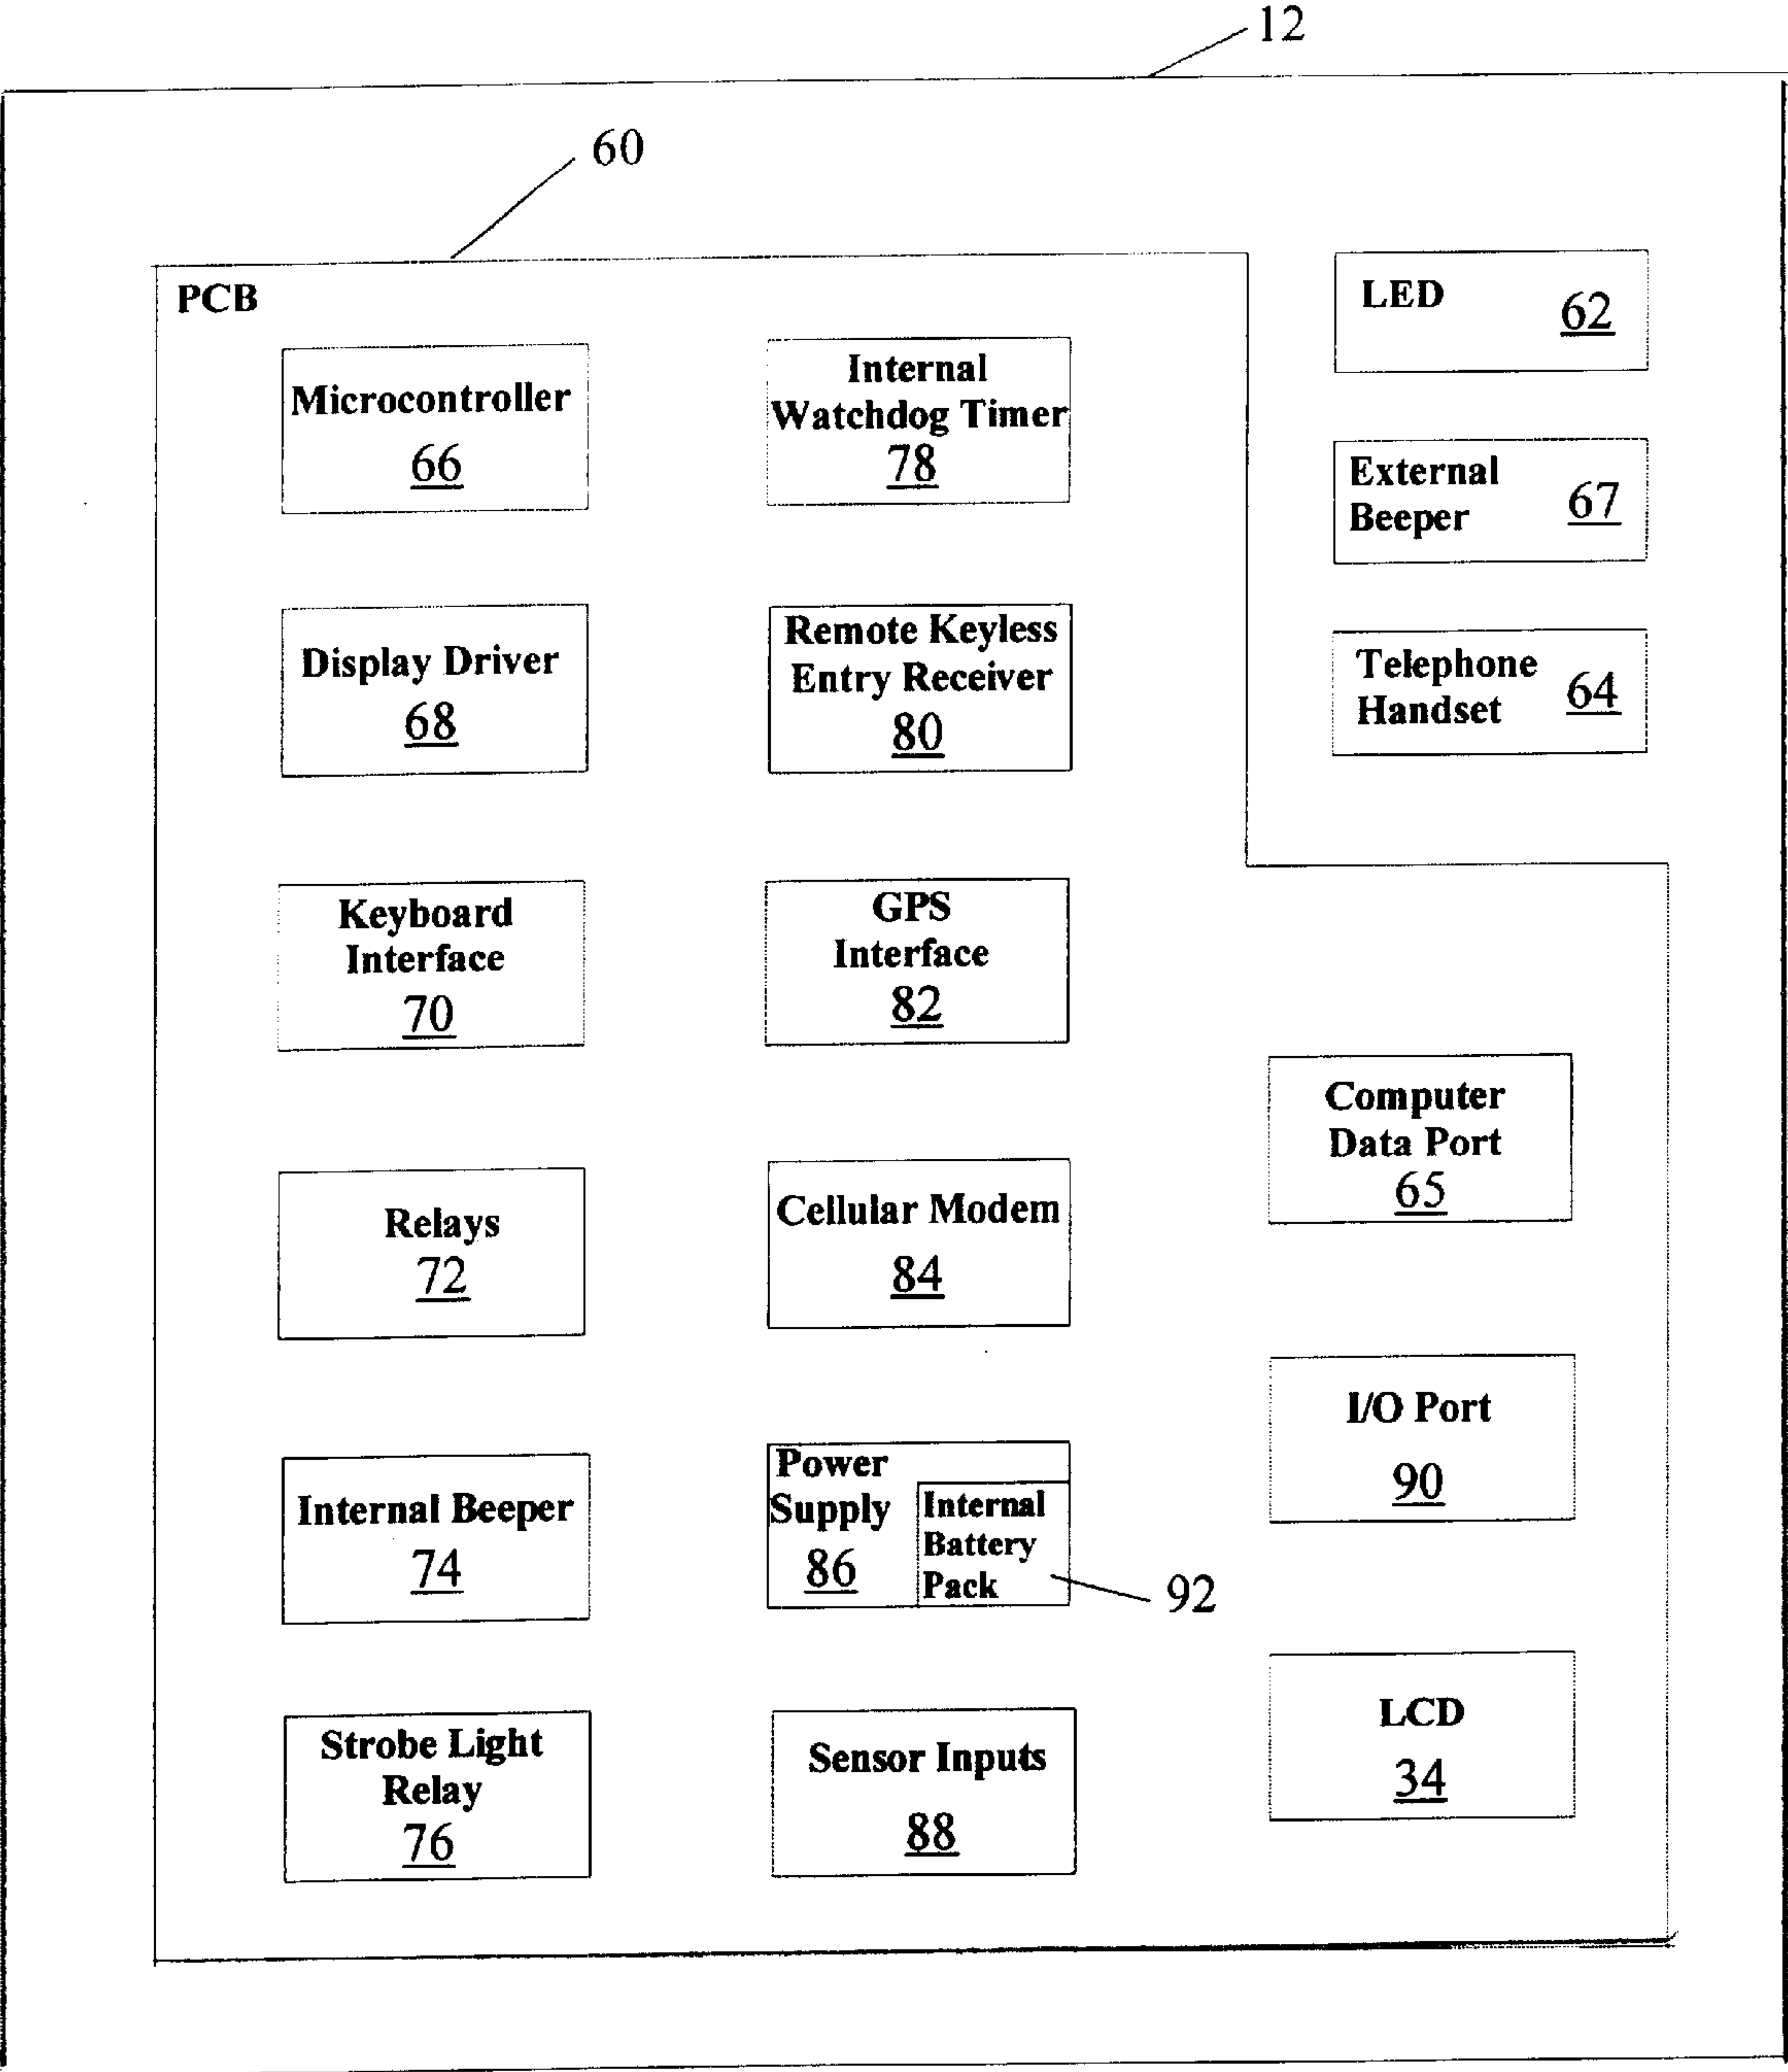 12
60
PCB
Microcontroller
66
Internal
Watchdog Timer
78
LED
62
External
Beeper
67
Telephone
Handset
64
Display Driver
68
Remote Keyless
Entry Receiver
80
Keyboard
Interface
70
GPS
Interface
82
Computer
Data Port
65
Relays
72
Cellular Modem
84
I/O Port
90
Internal Beeper
74
Power
Supply
86
Internal
Battery
Pack
92
LCD
34
Strobe Light
Relay
76
Sensor Inputs
88